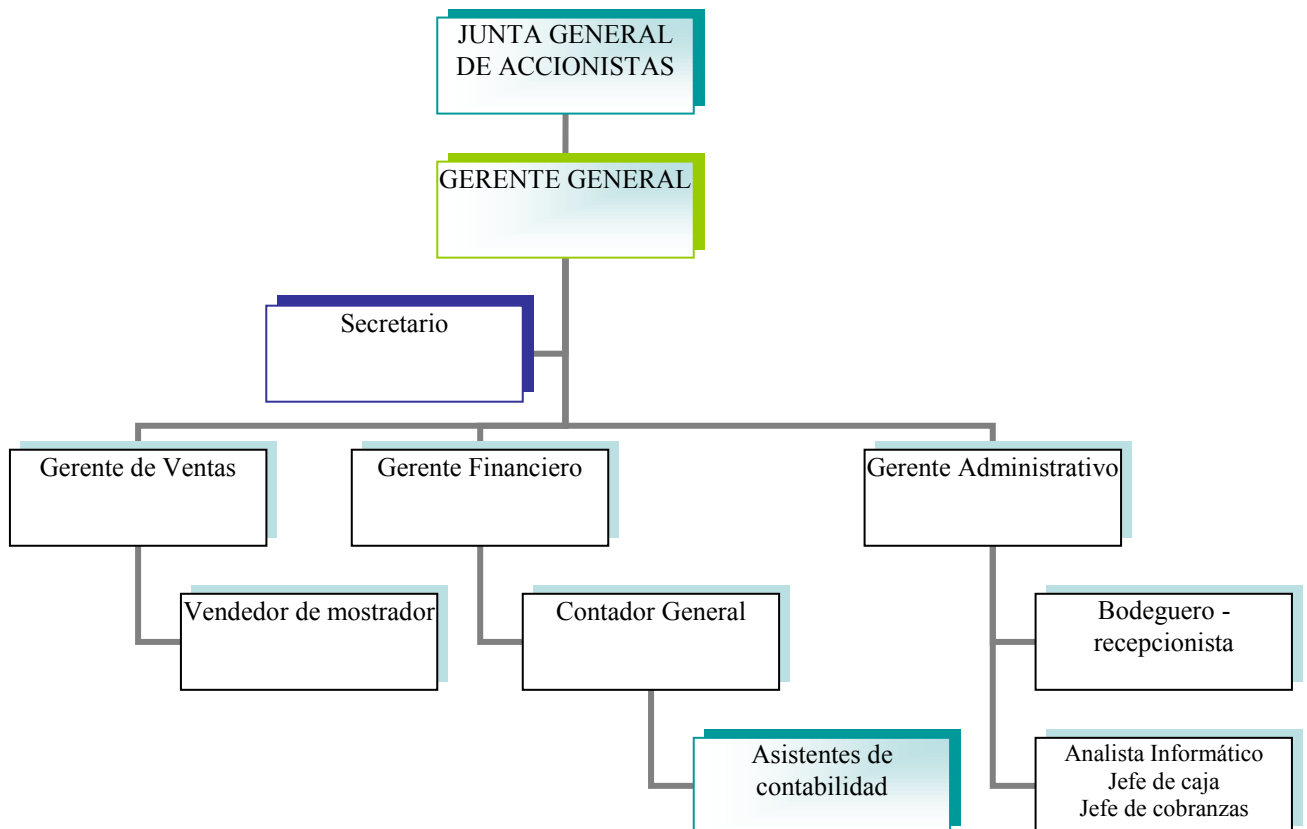 JUNTA GENERAL
DE ACCIONISTAS
GERENTE GENERAL
Secretario
Gerente de Ventas
Gerente Financiero
Gerente Administrativo
Vendedor de mostrador
Contador General
Bodeguero -
recepcionista
Asistentes de
contabilidad
Analista Informático
Jefe de caja
Jefe de cobranzas